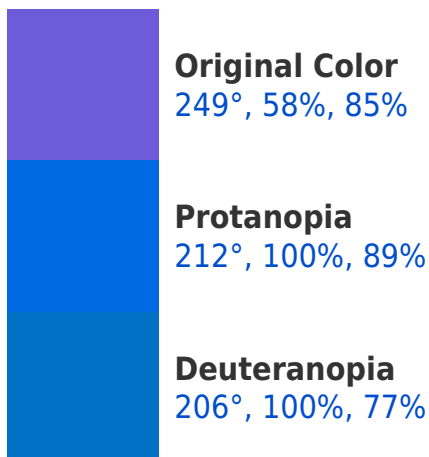 Original Color
249°, 58%, 85%
Protanopia
212°, 100%, 89%
Deuteranopia
206°, 100%, 77%